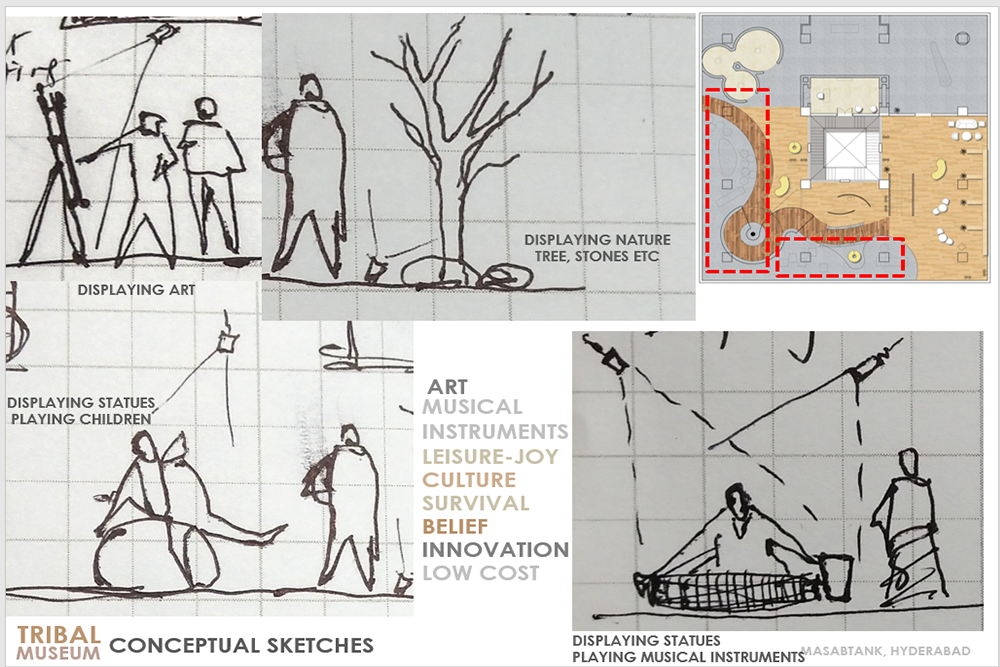 DISPLAYING ART
DISPLAYING NATURE
TREE, STONES ETC
DISPLAYING STATUES
PLAYING CHILDREN
ART
MUSICAL
INSTRUMENTS
LEISURE-JOY
CULTURE
SURVIVAL
BELIEF
INNOVATION
LOW COST
DISPLAYING STATUES
PLAYING MUSICAL INSTRUMENTS
MASABTANK, HYDERABAD
TRIBAL
MUSEUM
CONCEPTUAL SKETCHES